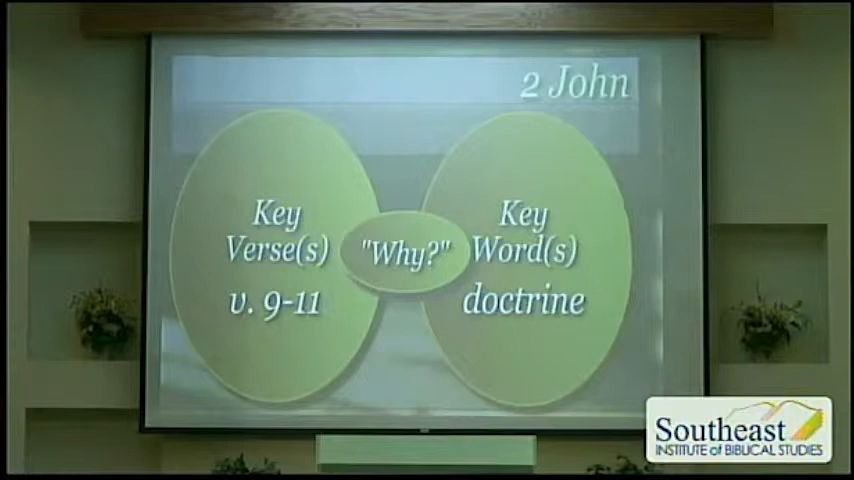 2 John
Key
Verse(s)
v. 9-11
"Why?"
Key
Word(s)
doctrine
Southeast
INSTITUTE of BIBLICAL STUDIES